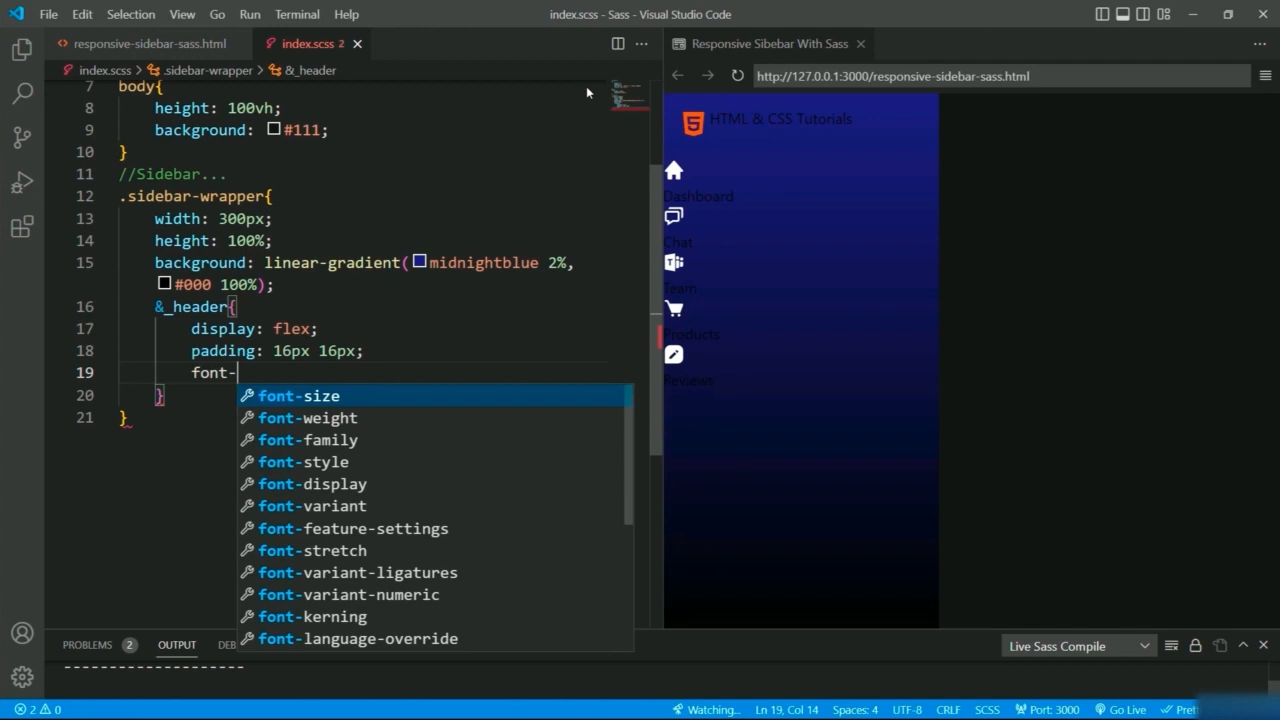 File Edit Selection View Go Run Terminal Help
index.scss - Sass - Visual Studio Code
responsive-sidebar-sass.html
index.scss 2
Responsive Sibebar With Sass
index.scss > .sidebar-wrapper > &_header
http://127.0.0.1:3000/responsive-sidebar-sass.html
7 body{
8 height: 100vh;
9 background: #111;
10 }
11 //Sidebar...
12 .sidebar-wrapper{
13 width: 300px;
14 height: 100%;
15 background: linear-gradient(midnightblue 2%,
#000 100%);
16 &_header{
17 display: flex;
18 padding: 16px 16px;
19 font-
20 }
21 }
font-size
font-weight
font-family
font-style
font-display
font-variant
font-feature-settings
font-stretch
font-variant-ligatures
font-variant-numeric
font-kerning
font-language-override
5 HTML & CSS Tutorials
Dashboard
Chat
Team
Products
Reviews
PROBLEMS 2 OUTPUT DEB
Live Sass Compile
--------------------
2 0
Watching... Ln 19, Col 14 Spaces: 4 UTF-8 CRLF SCSS Port: 3000 Go Live Pret